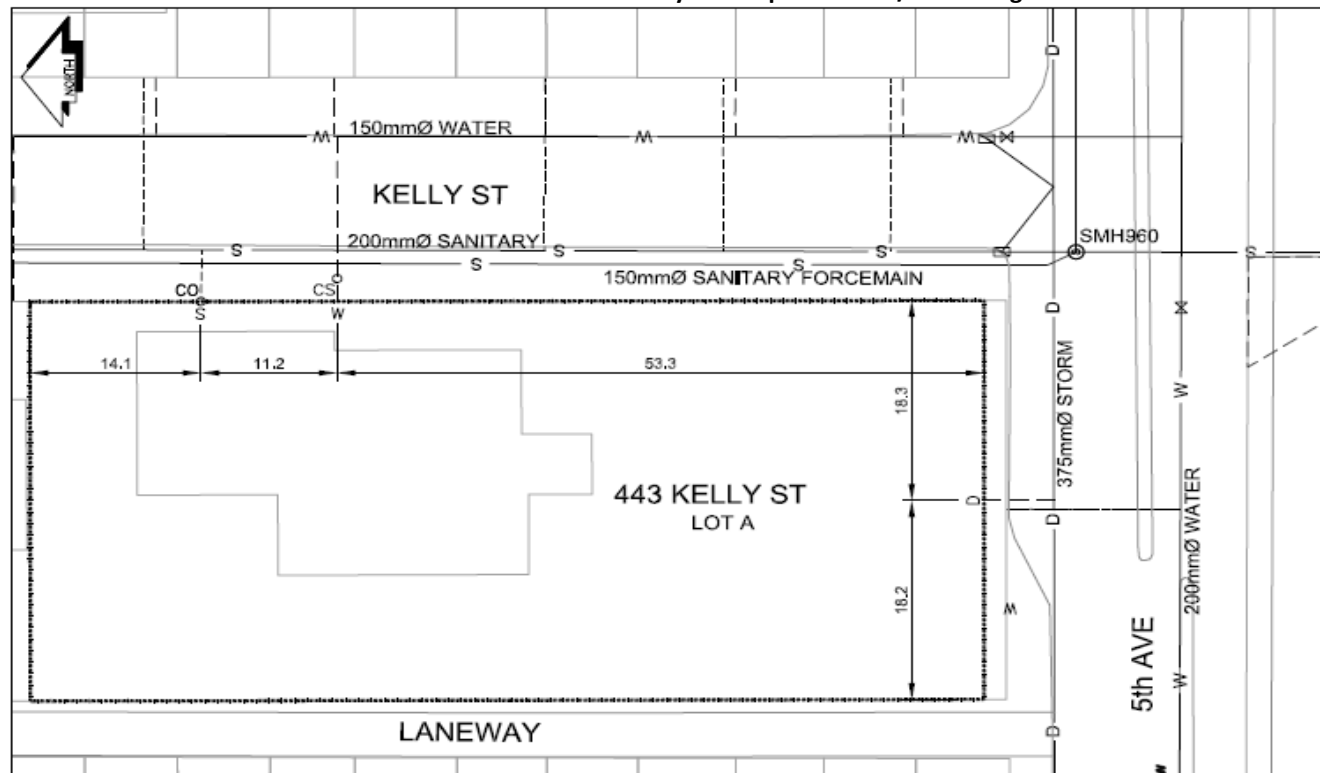 NORTH
D
150mmØ WATER
W W W
KELLY ST
200mmØ SANITARY
S S S
SMH960
S
S S
150mmØ SANITARY FORCEMAIN
CO
CS
S
W
D
14.1
11.2
53.3
18.3
375mmØ STORM
W
443 KELLY ST
LOT A
D
D
200mmØ WATER
18.2
W
5th AVE
W
LANEWAY
D
W